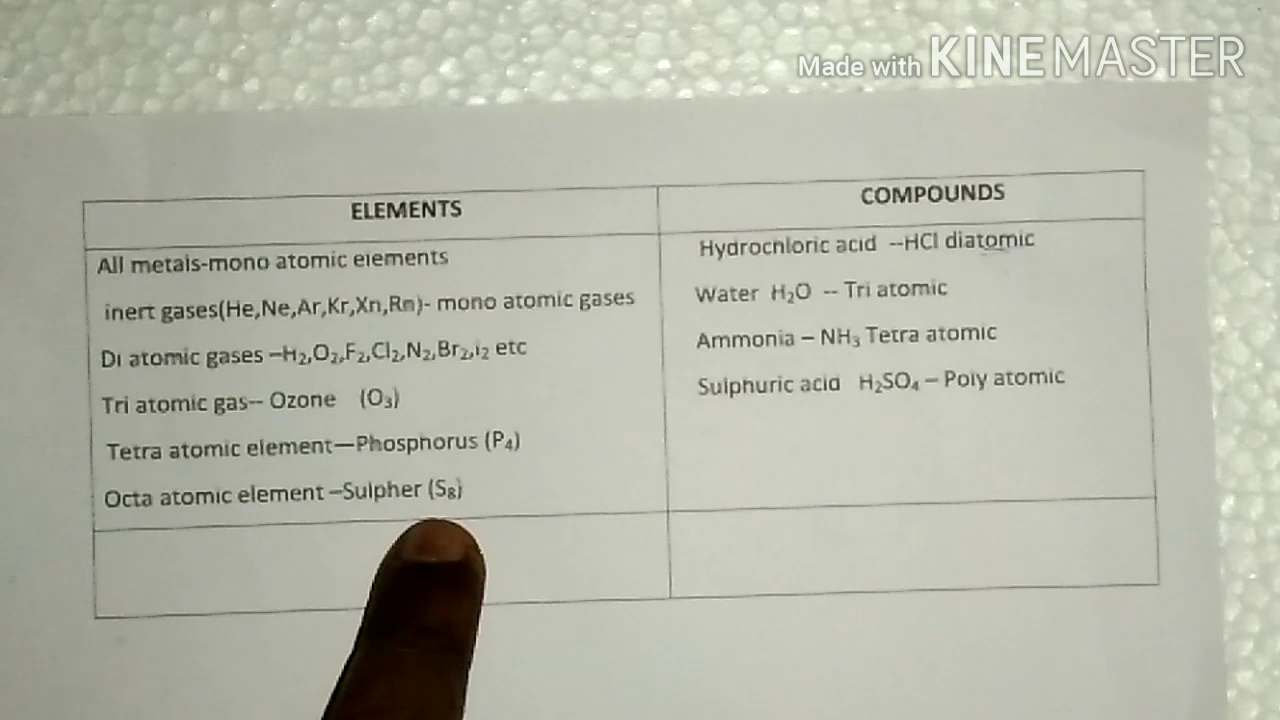 Made with KINEMASTER
ELEMENTS
COMPOUNDS
All metals-mono atomic elements
inert gases(He,Ne,Ar,Kr,Xn,Rn)- mono atomic gases
Di atomic gases –H₂,O₂,F₂,Cl₂,N₂,Br₂,i₂ etc
Tri atomic gas-- Ozone (O₃)
Tetra atomic element—Phosphorus (P₄)
Octa atomic element –Sulpher (S₈)
Hydrochloric acid --HCl diatomic
Water H₂O -- Tri atomic
Ammonia – NH₃ Tetra atomic
Sulphuric acid H₂SO₄ – Poly atomic